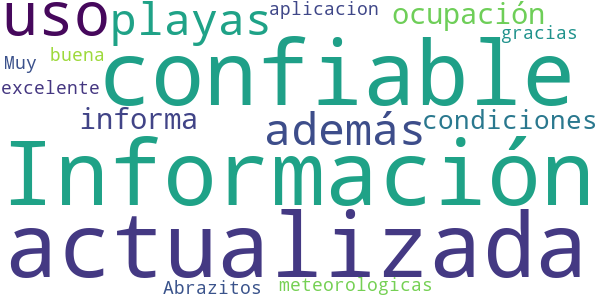 uso playas aplicacion ocupación
gracias
Muy buena confiable
excelente
informa además condiciones
Información
actualizada
Abrazitos meteorologicas